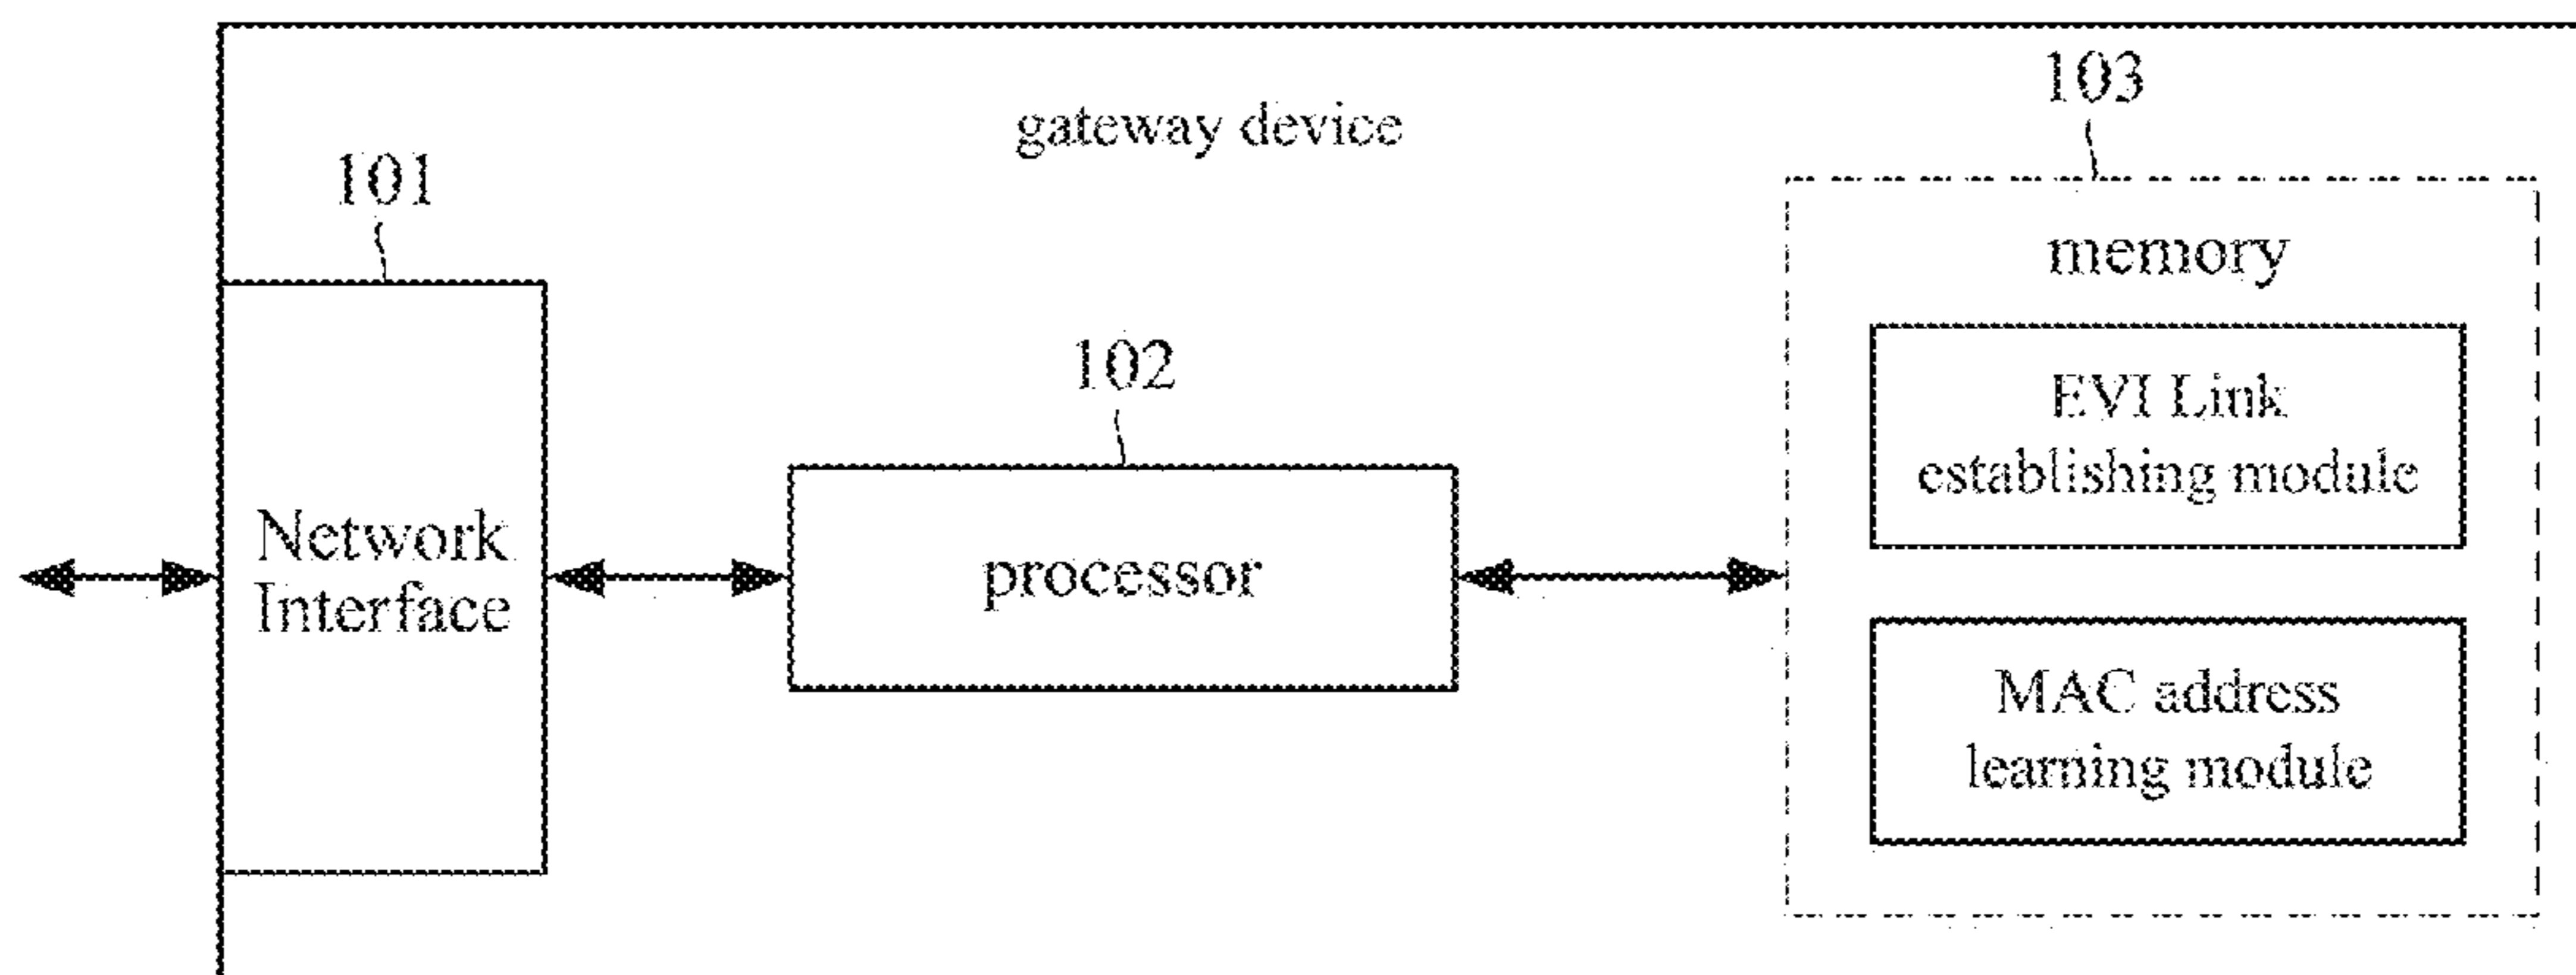 gateway device
101
Network
Interface
102
processor
103
memory
EVI Link
establishing module
MAC address
learning module